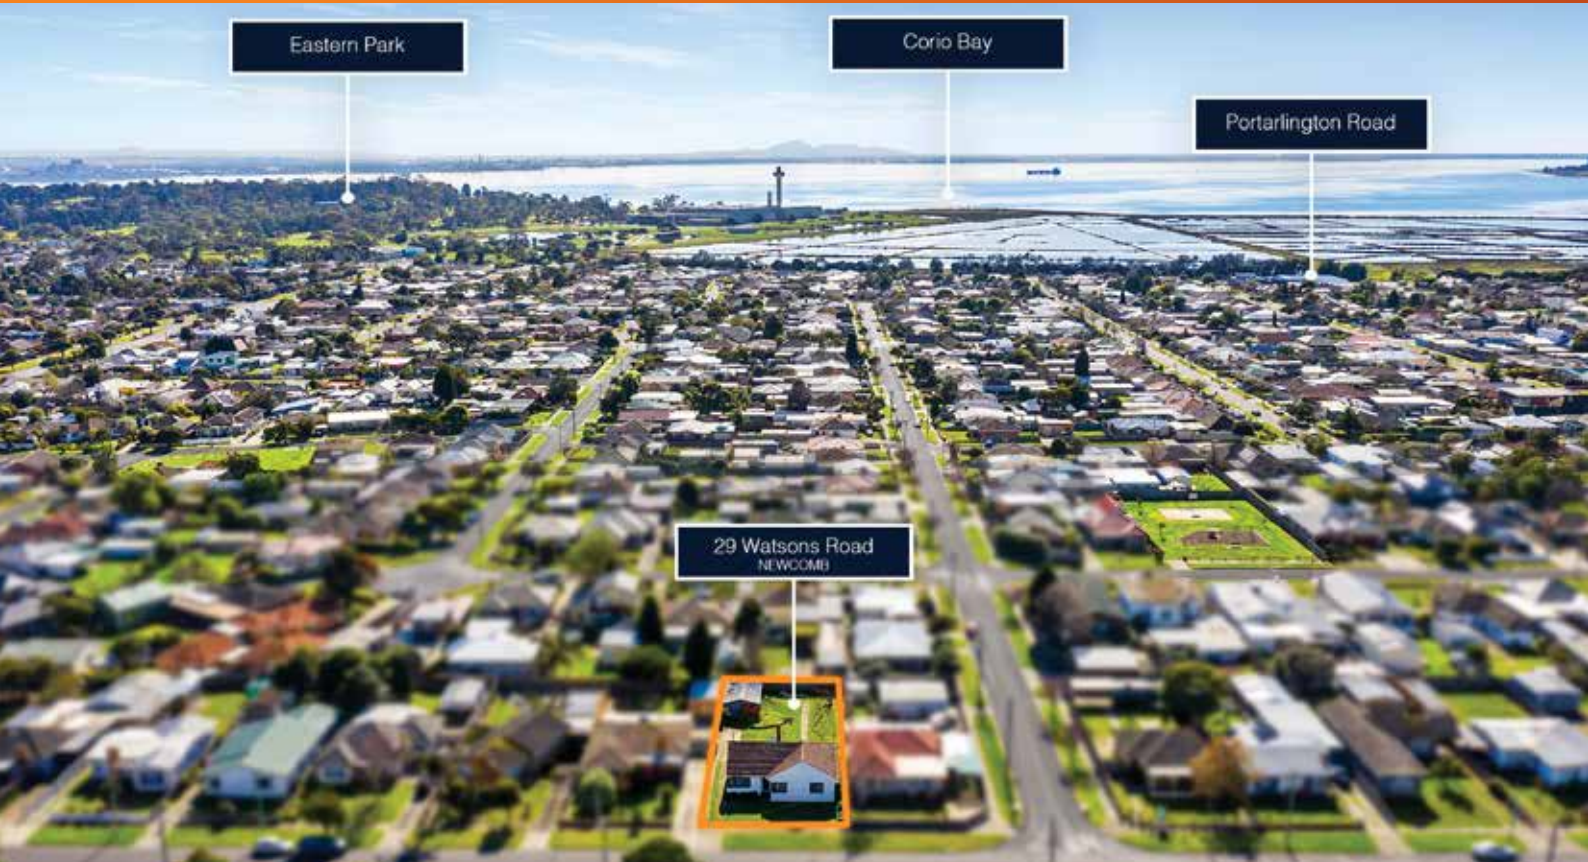 Eastern Park
Corio Bay
Portarlington Road
29 Watsons Road
NEWCOMB